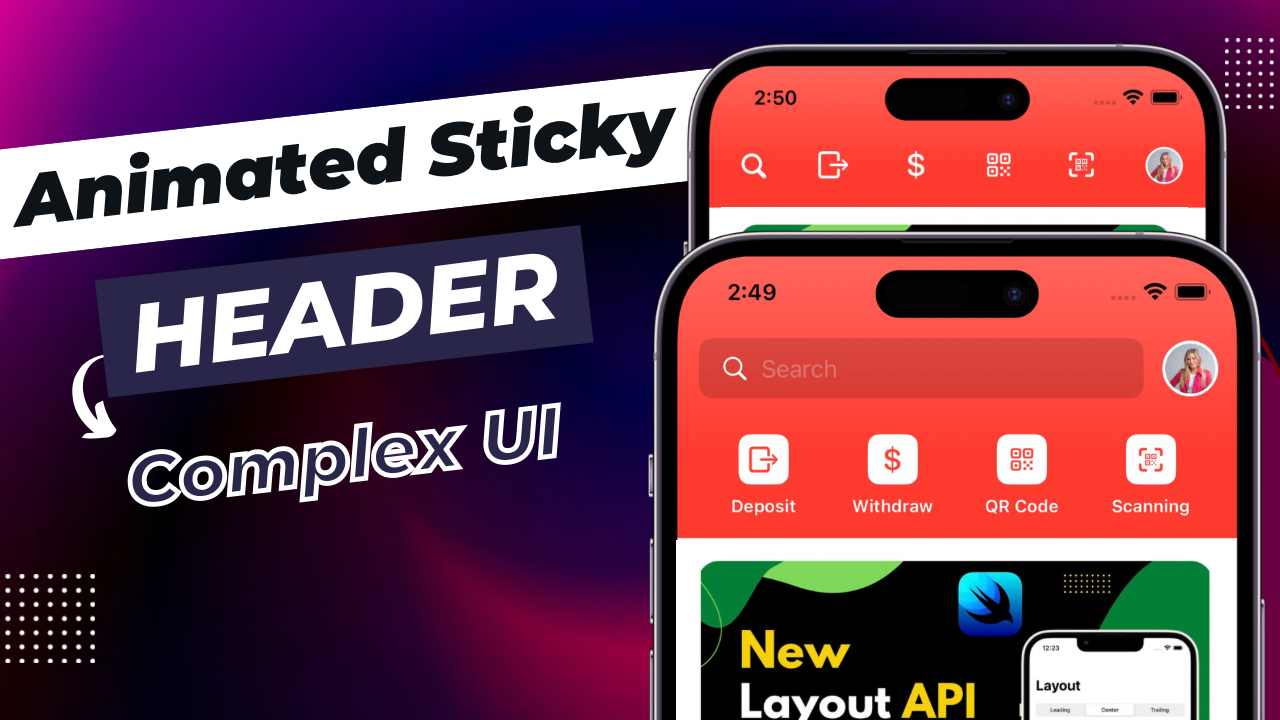 Animated Sticky
HEADER
Complex UI
2:50
$
2:49
Search
$
Deposit
Withdraw
QR Code
Scanning
New
Layout API
12:23
Layout
Leading
Center
Trailing